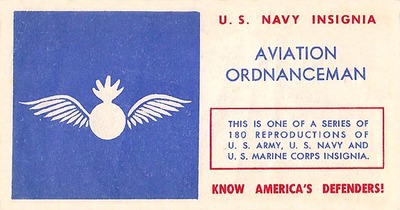 U. S. NAVY INSIGNIA
AVIATION
ORDNANCEMAN
THIS IS ONE OF A SERIES OF
180 REPRODUCTIONS OF
U. S. ARMY, U. S. NAVY AND
U. S. MARINE CORPS INSIGNIA.
KNOW AMERICA'S DEFENDERS!